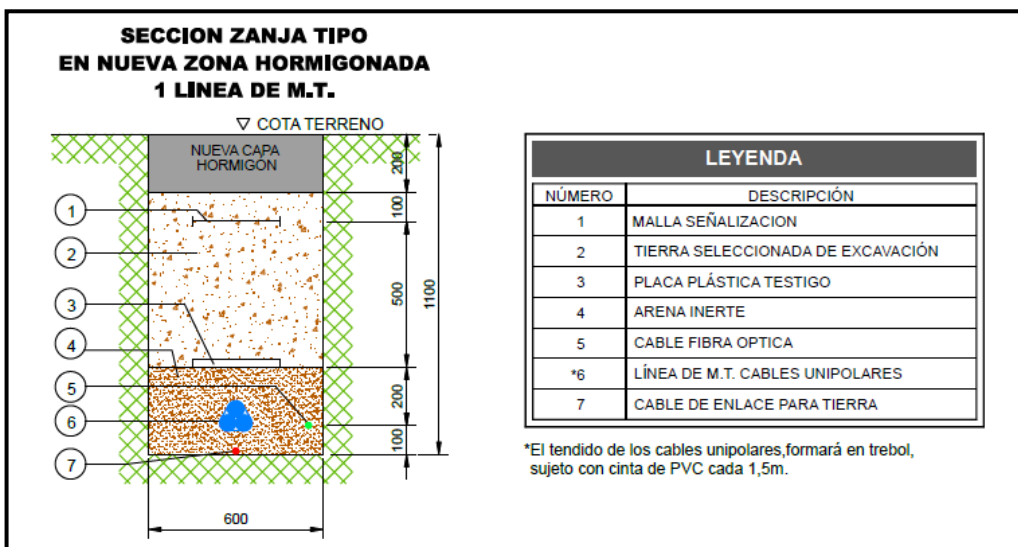 SECCION ZANJA TIPO
EN NUEVA ZONA HORMIGONADA
1 LINEA DE M.T.
COTA TERRENO
NUEVA CAPA
HORMIGÓN
200
100
500
200
100
1100
600
1
2
3
4
5
6
7
LEYENDA
NÚMERO DESCRIPCIÓN
1 MALLA SEÑALIZACION
2 TIERRA SELECCIONADA DE EXCAVACIÓN
3 PLACA PLÁSTICA TESTIGO
4 ARENA INERTE
5 CABLE FIBRA OPTICA
*6 LÍNEA DE M.T. CABLES UNIPOLARES
7 CABLE DE ENLACE PARA TIERRA
*El tendido de los cables unipolares,formará en trebol,
sujeto con cinta de PVC cada 1,5m.